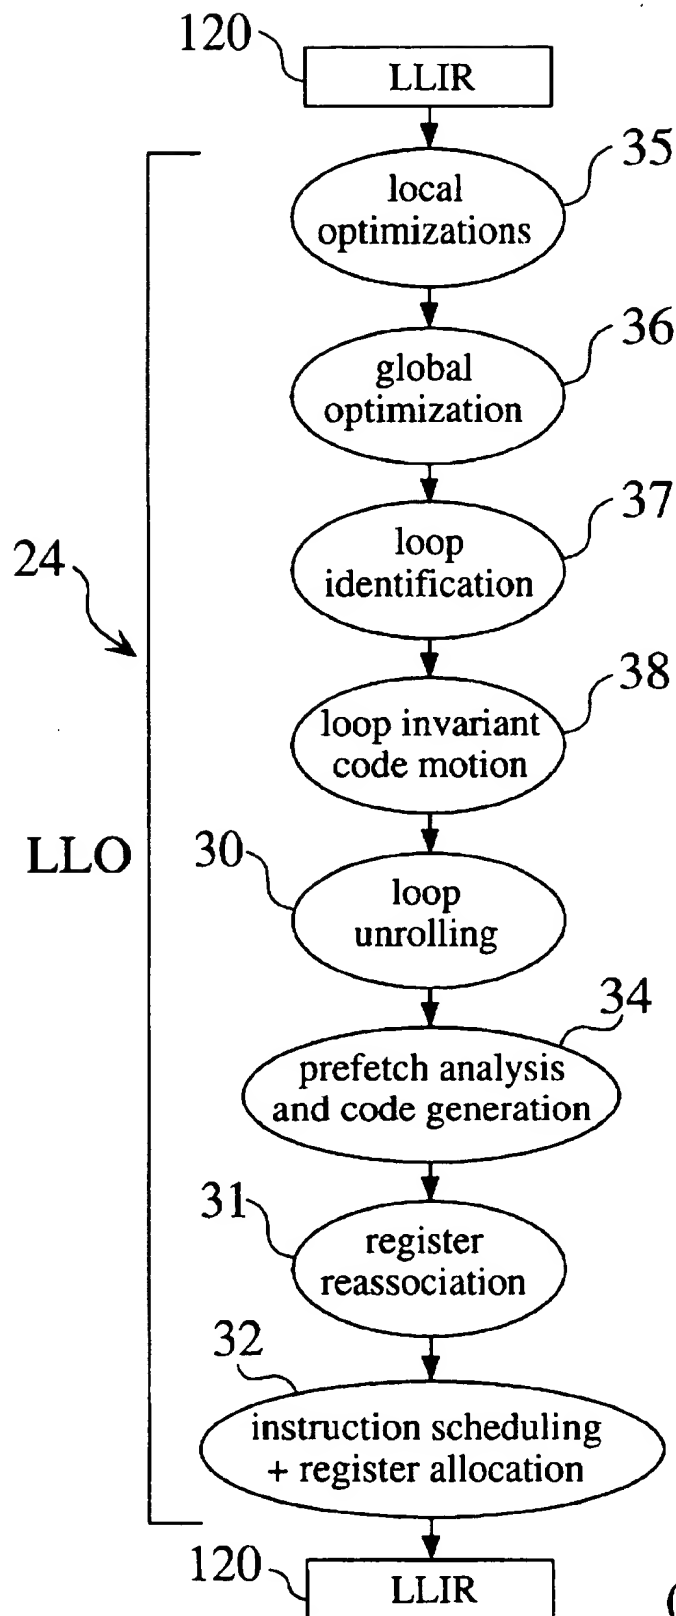 120
LLIR
35
local
optimizations
36
global
optimization
37
loop
identification
24
38
loop invariant
code motion
LLO
30
loop
unrolling
34
prefetch analysis
and code generation
31
register
reassociation
32
instruction scheduling
+ register allocation
120
LLIR